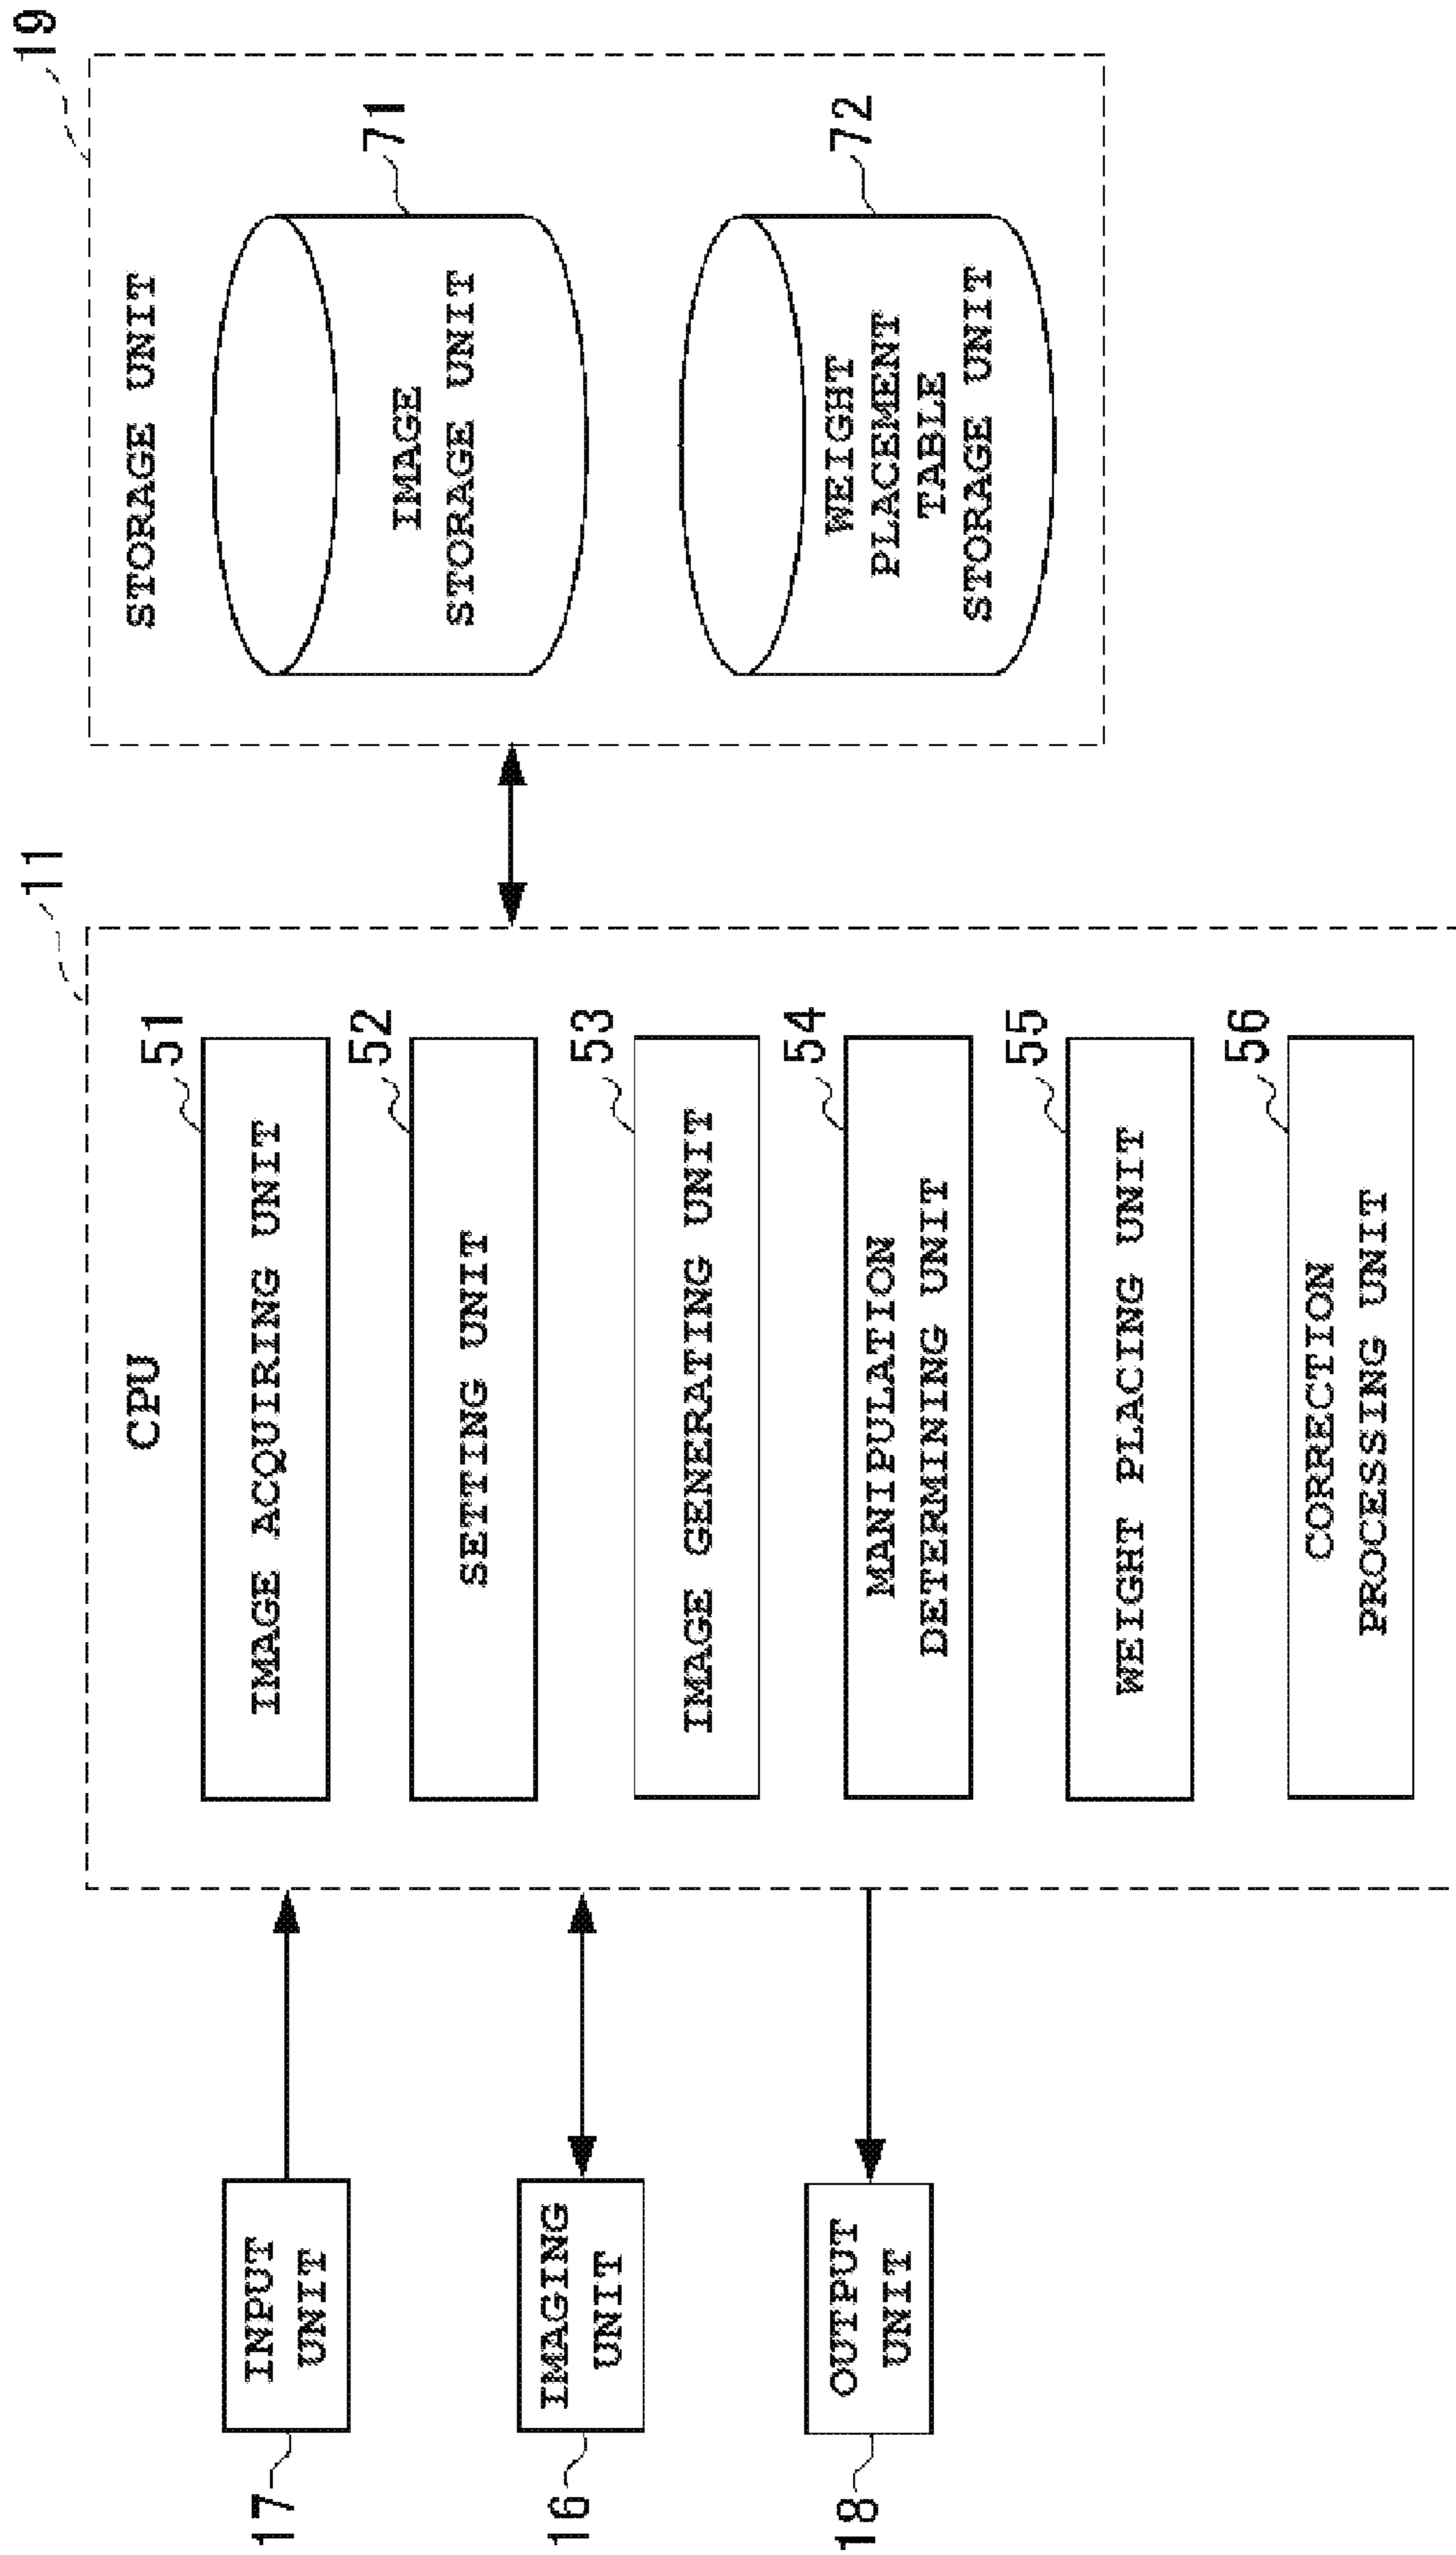 17
INPUT
UNIT
16
IMAGING
UNIT
18
OUTPUT
UNIT
11
CPU
51
IMAGE ACQUIRING UNIT
52
SETTING UNIT
53
IMAGE GENERATING UNIT
54
MANIPULATION
DETERMINING UNIT
55
WEIGHT PLACING UNIT
56
CORRECTION
PROCESSING UNIT
19
STORAGE UNIT
71
IMAGE
STORAGE UNIT
72
WEIGHT
PLACEMENT
TABLE
STORAGE UNIT